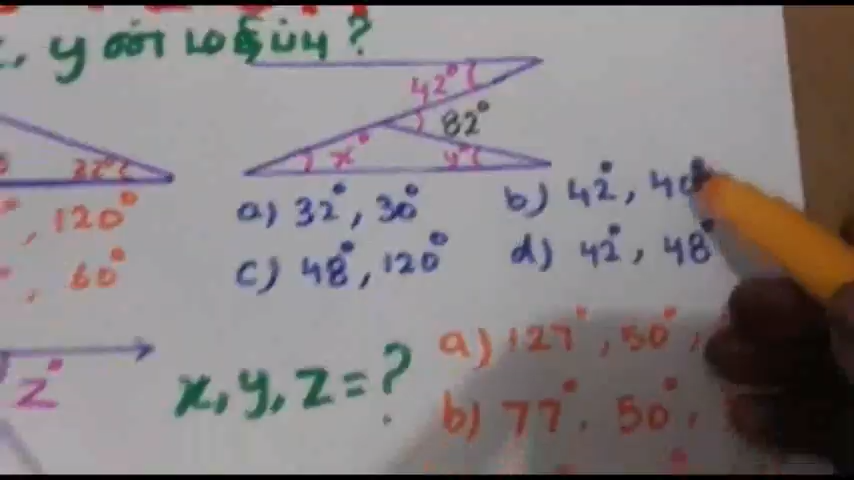 , y ன் மதிப்பு ?
42°
82°
x° y°
32°
a) 32°, 30° b) 42°, 40°
, 120°
c) 48°, 120° d) 42°, 48°
, 60°
z°
x, y, z = ?
a) 127°, 50°,
b) 77°, 50°,